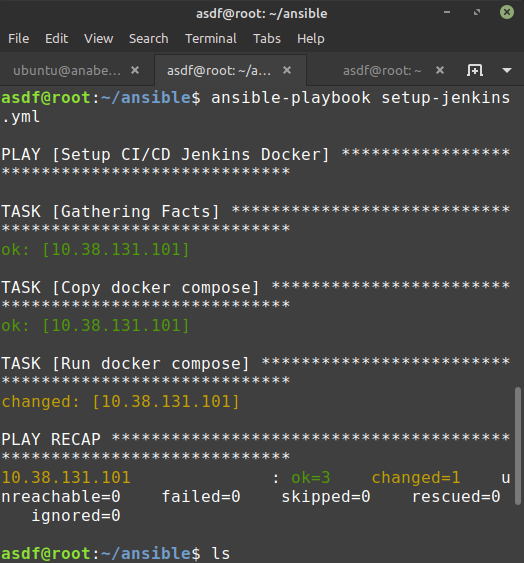 asdf@root: ~/ansible
File Edit View Search Terminal Tabs Help
ubuntu@anabe... × asdf@root: ~/a... × asdf@root: ~ ×
asdf@root:~/ansible$ ansible-playbook setup-jenkins
.yml
PLAY [Setup CI/CD Jenkins Docker] *****************
*****************************
TASK [Gathering Facts] ****************************
*****************************
ok: [10.38.131.101]
TASK [Copy docker compose] ************************
*****************************
ok: [10.38.131.101]
TASK [Run docker compose] *************************
*****************************
changed: [10.38.131.101]
PLAY RECAP ****************************************
*****************************
10.38.131.101 : ok=3 changed=1 u
nreachable=0 failed=0 skipped=0 rescued=0
ignored=0
asdf@root:~/ansible$ ls